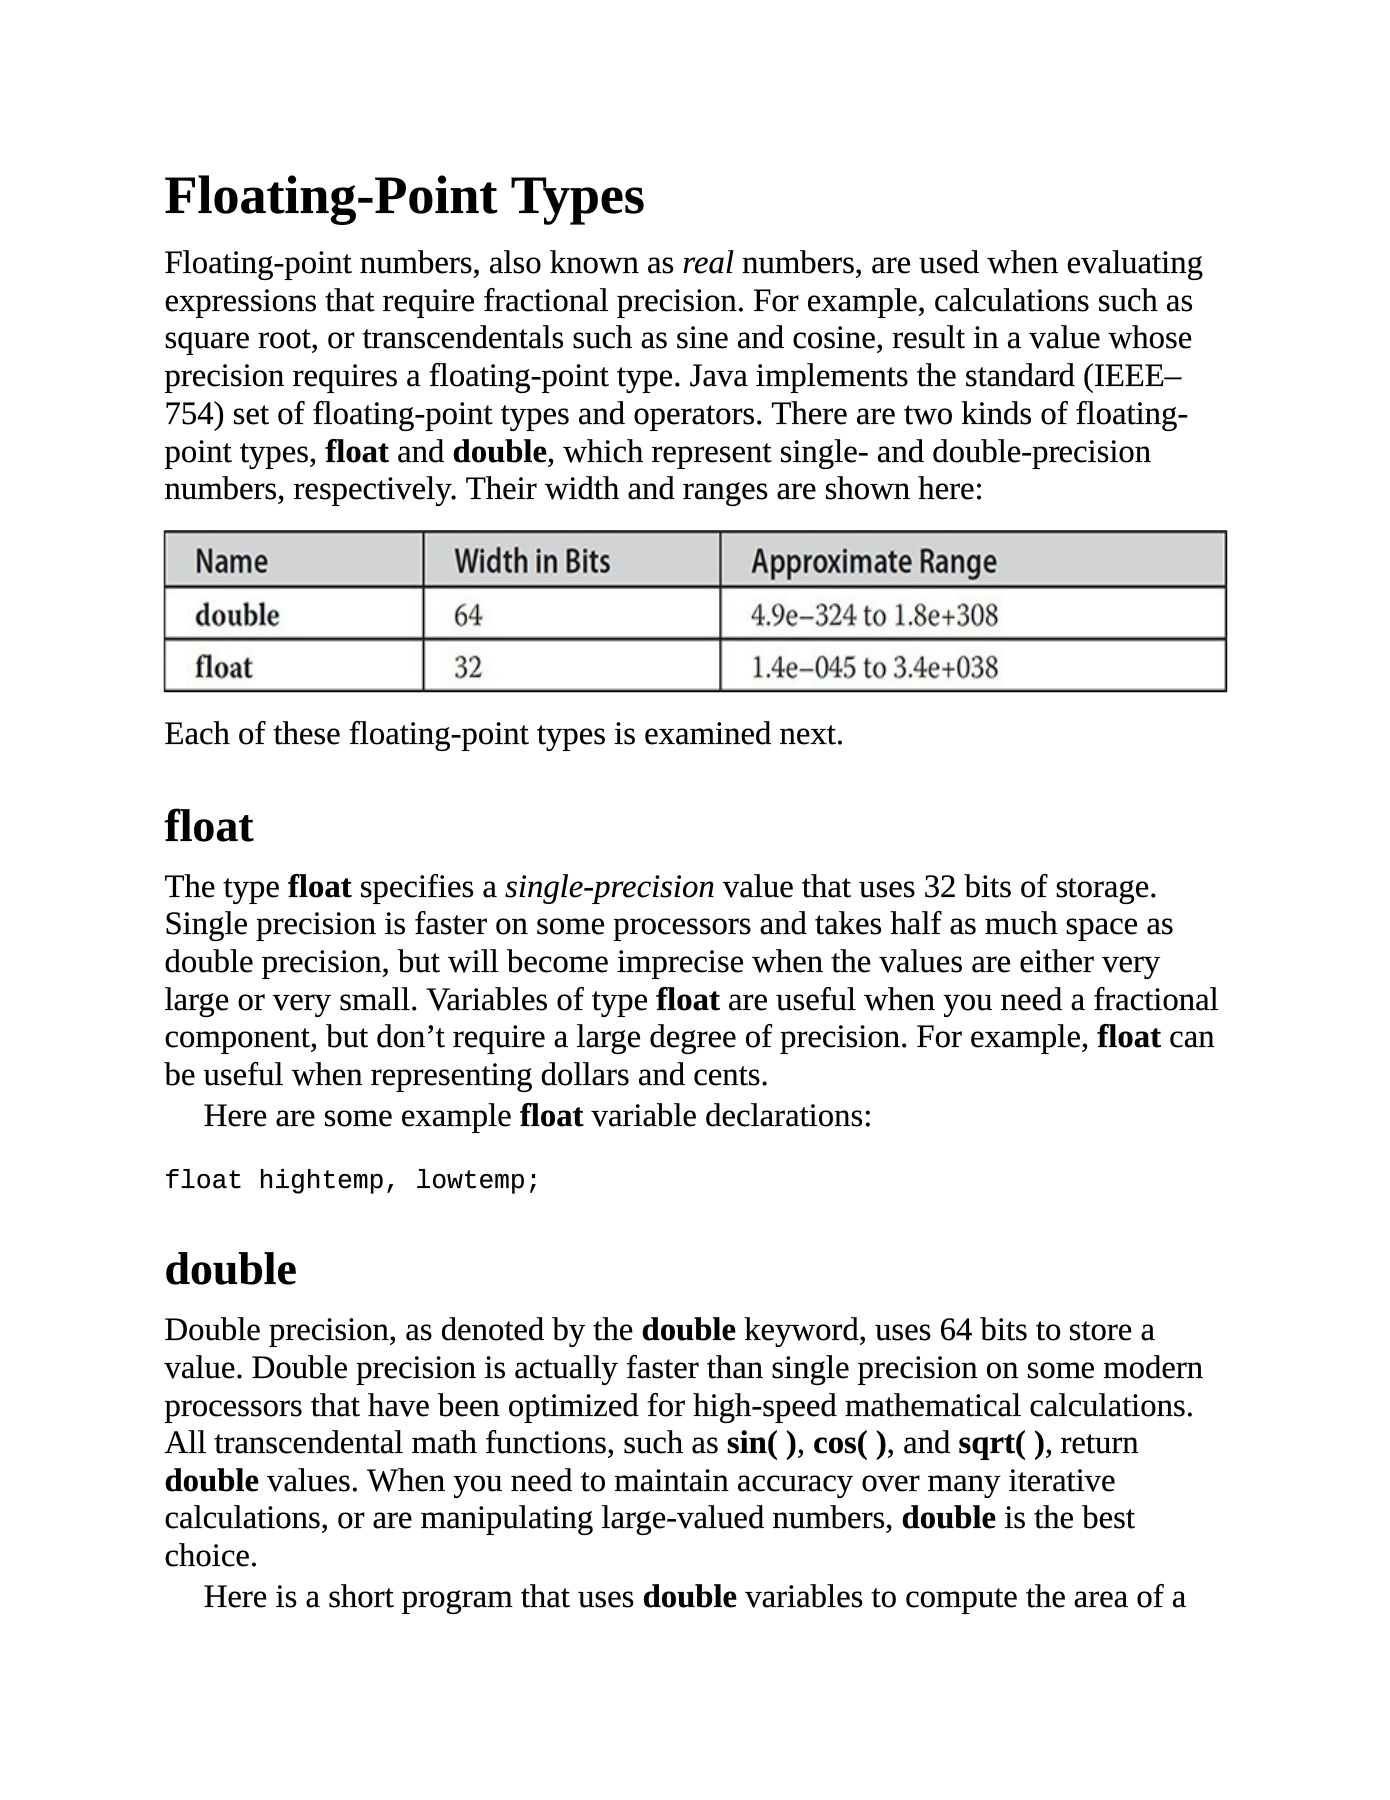 Floating-Point Types
Floating-point numbers, also known as real numbers, are used when evaluating
expressions that require fractional precision. For example, calculations such as
square root, or transcendentals such as sine and cosine, result in a value whose
precision requires a floating-point type. Java implements the standard (IEEE–
754) set of floating-point types and operators. There are two kinds of floating-
point types, float and double, which represent single- and double-precision
numbers, respectively. Their width and ranges are shown here:
Name Width in Bits Approximate Range
double 64 4.9e–324 to 1.8e+308
float 32 1.4e–045 to 3.4e+038
Each of these floating-point types is examined next.
float
The type float specifies a single-precision value that uses 32 bits of storage.
Single precision is faster on some processors and takes half as much space as
double precision, but will become imprecise when the values are either very
large or very small. Variables of type float are useful when you need a fractional
component, but don’t require a large degree of precision. For example, float can
be useful when representing dollars and cents.
Here are some example float variable declarations:
float hightemp, lowtemp;
double
Double precision, as denoted by the double keyword, uses 64 bits to store a
value. Double precision is actually faster than single precision on some modern
processors that have been optimized for high-speed mathematical calculations.
All transcendental math functions, such as sin( ), cos( ), and sqrt( ), return
double values. When you need to maintain accuracy over many iterative
calculations, or are manipulating large-valued numbers, double is the best
choice.
Here is a short program that uses double variables to compute the area of a